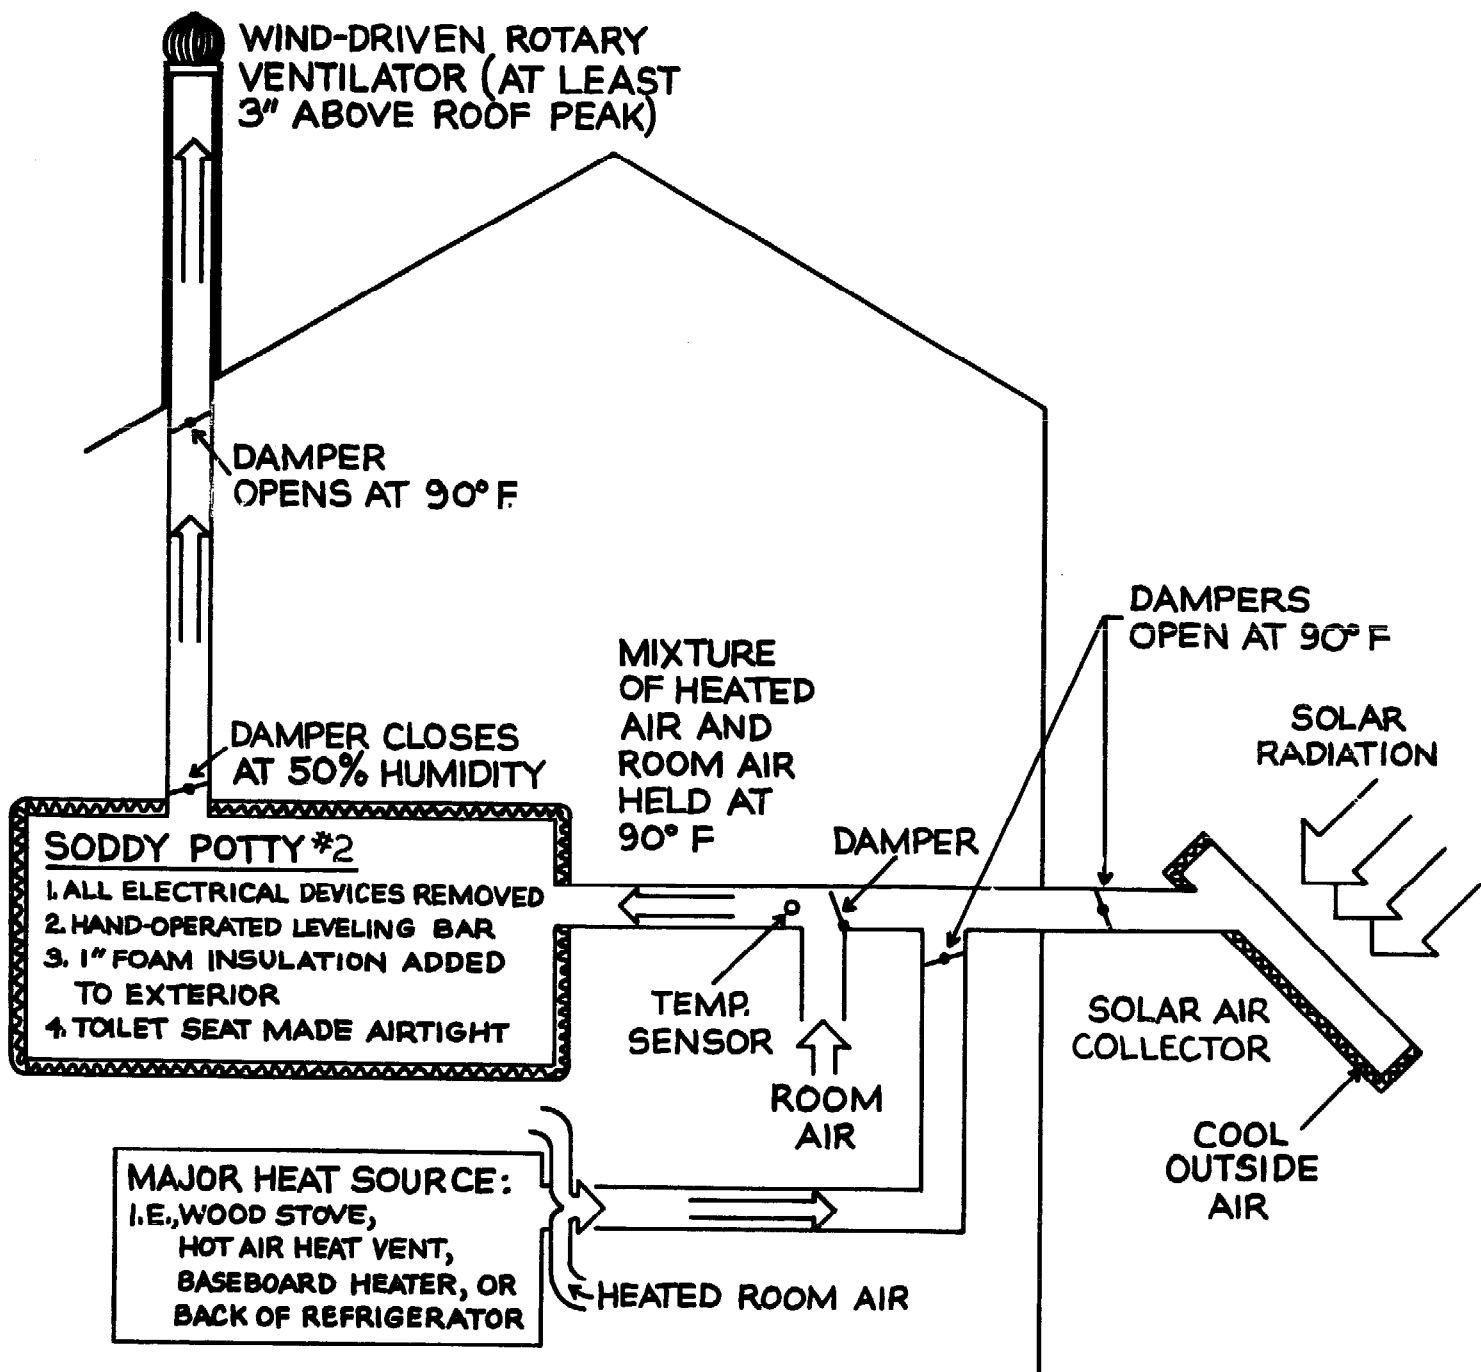 WIND-DRIVEN ROTARY
VENTILATOR (AT LEAST
3" ABOVE ROOF PEAK)
DAMPER
OPENS AT 90° F.
DAMPERS
OPEN AT 90° F
MIXTURE
OF HEATED
AIR AND
ROOM AIR
HELD AT
90° F
SOLAR
RADIATION
DAMPER CLOSES
AT 50% HUMIDITY
DAMPER
SODDY POTTY #2
1. ALL ELECTRICAL DEVICES REMOVED
2. HAND-OPERATED LEVELING BAR
3. 1" FOAM INSULATION ADDED
TO EXTERIOR
4. TOILET SEAT MADE AIRTIGHT
TEMP.
SENSOR
ROOM
AIR
SOLAR AIR
COLLECTOR
COOL
OUTSIDE
AIR
MAJOR HEAT SOURCE:
I.E., WOOD STOVE,
HOT AIR HEAT VENT,
BASEBOARD HEATER, OR
BACK OF REFRIGERATOR
HEATED ROOM AIR